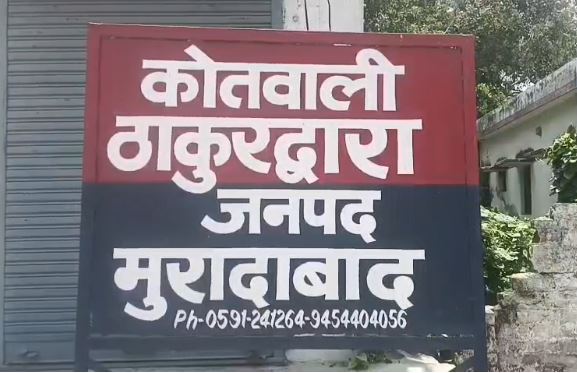 कोतवाली
ठाकुरद्वारा
जनपद
मुरादाबाद
Ph-0591-241264-9454404056